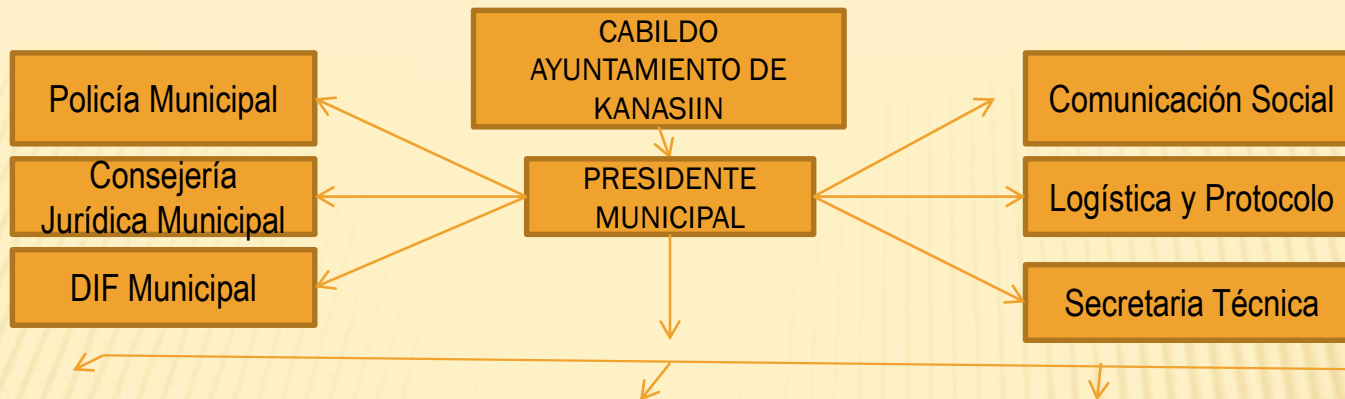 CABILDO
AYUNTAMIENTO DE
KANASIIN
Policía Municipal
Comunicación Social
Consejería
Jurídica Municipal
PRESIDENTE
MUNICIPAL
Logística y Protocolo
DIF Municipal
Secretaria Técnica